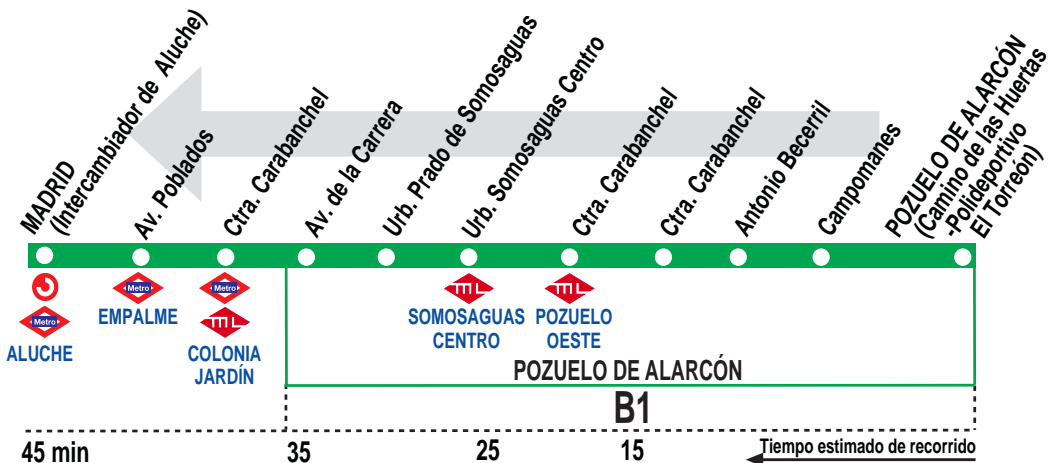 MADRID
(Intercambiador de Aluche)
Av. Poblados
Ctra. Carabanchel
Av. de la Carrera
Urb. Prado de Somosaguas
Urb. Somosaguas Centro
Ctra. Carabanchel
Ctra. Carabanchel
Antonio Becerril
Campomanes
POZUELO DE ALARCÓN
(Camino de las Huertas
-Polideportivo
El Torreón)
Metro
ALUCHE
Metro
EMPALME
Metro
ML
COLONIA
JARDÍN
ML
SOMOSAGUAS
CENTRO
ML
POZUELO
OESTE
POZUELO DE ALARCÓN
B1
45 min
35
25
15
Tiempo estimado de recorrido